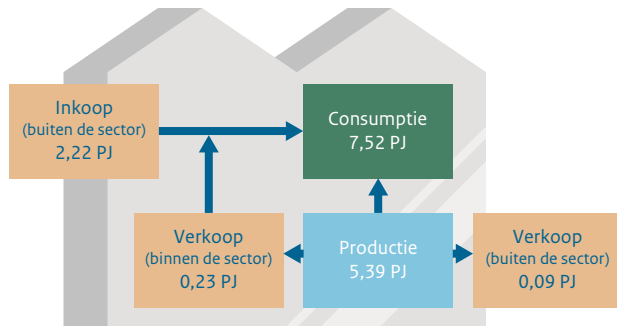 Inkoop
(buiten de sector)
2,22 PJ
Consumptie
7,52 PJ
Verkoop
(binnen de sector)
0,23 PJ
Productie
5,39 PJ
Verkoop
(buiten de sector)
0,09 PJ